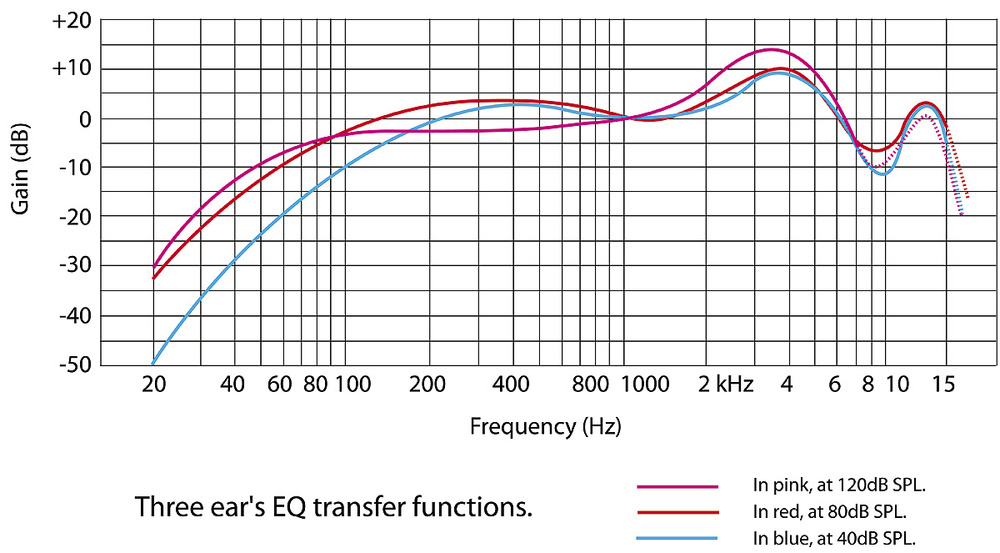 +20
+10
0
-10
-20
-30
-40
-50
Gain (dB)
20 40 60 80 100 200 400 800 1000 2 kHz 4 6 8 10 15
Frequency (Hz)
Three ear's EQ transfer functions.
In pink, at 120dB SPL.
In red, at 80dB SPL.
In blue, at 40dB SPL.